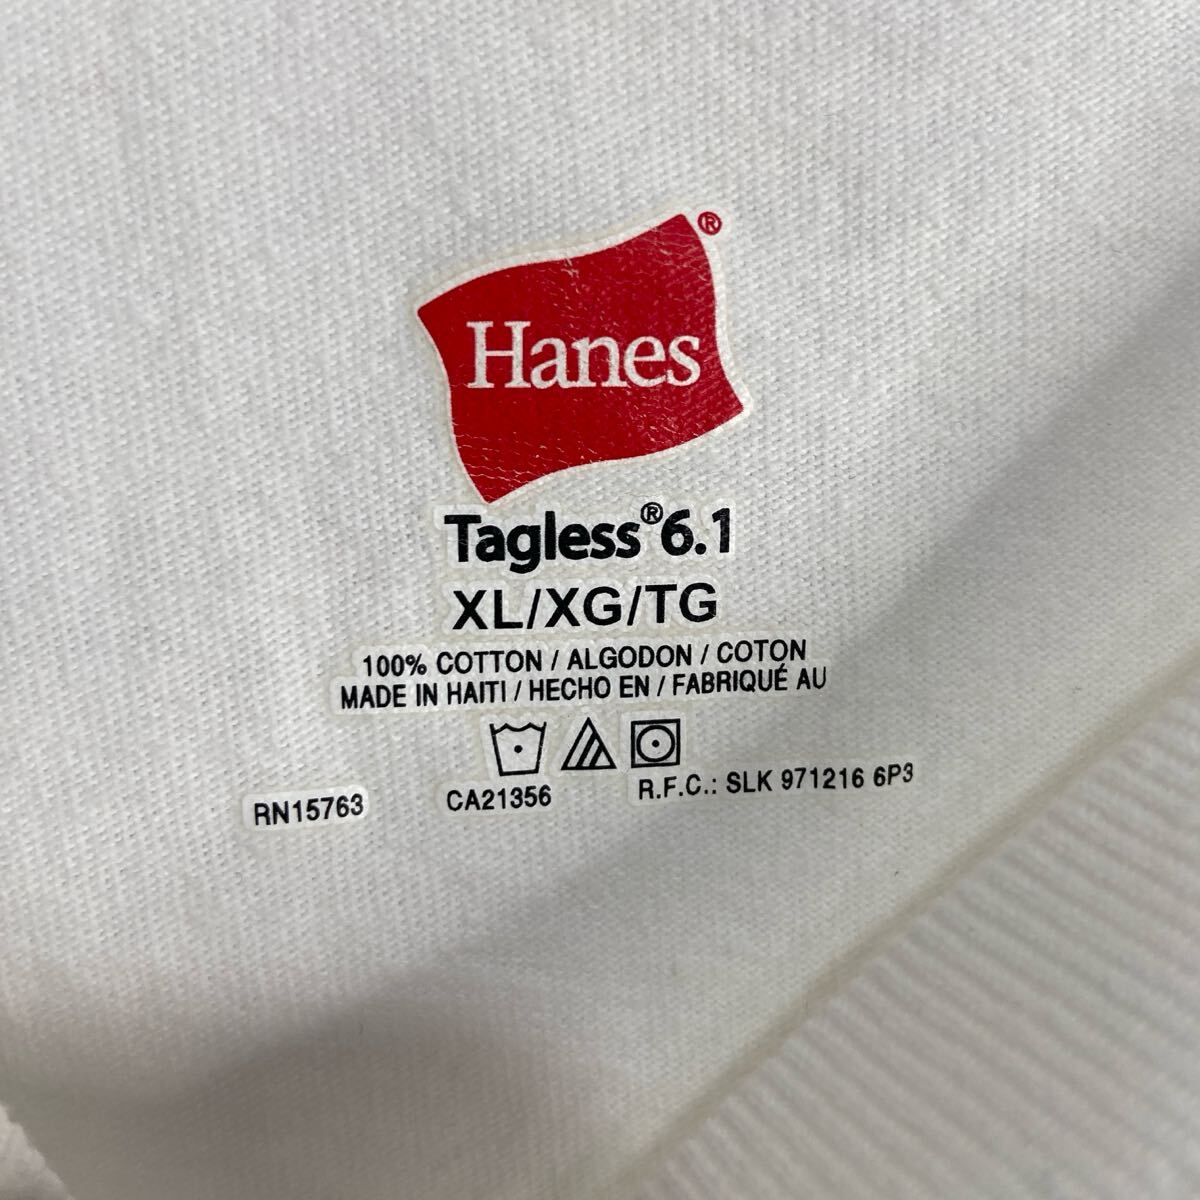 Hanes®
Tagless®6.1
XL/XG/TG
100% COTTON / ALGODON / COTON
MADE IN HAITI / HECHO EN / FABRIQUÉ AU
RN15763 CA21356 R.F.C.: SLK 971216 6P3